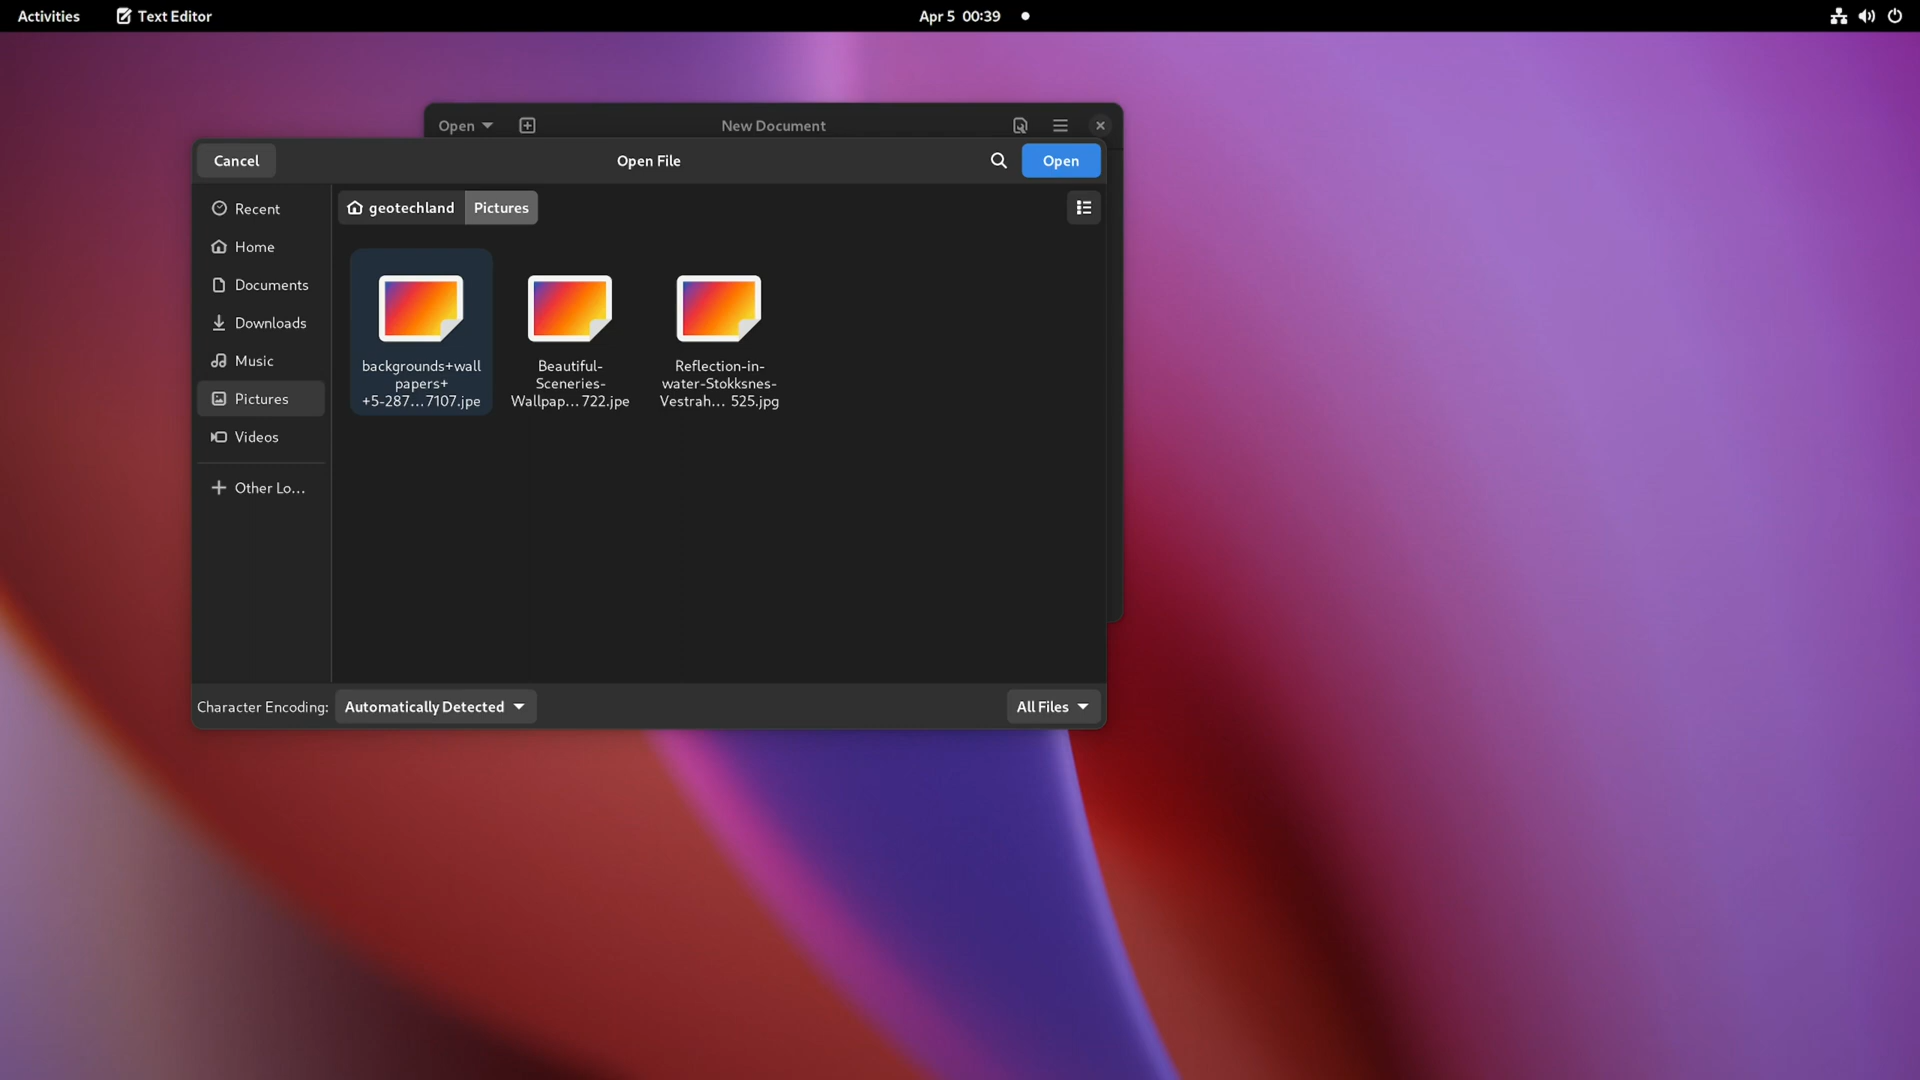 Activities Text Editor Apr 5 00:39
Open New Document
Cancel Open File Open
Recent
geotechland Pictures
Home
Documents
Downloads
Music
Pictures
Videos
Other Lo...
backgrounds+wall
papers+
+5-287...7107.jpe
Beautiful-
Sceneries-
Wallpap...722.jpe
Reflection-in-
water-Stokksnes-
Vestrah... 525.jpg
Character Encoding: Automatically Detected All Files